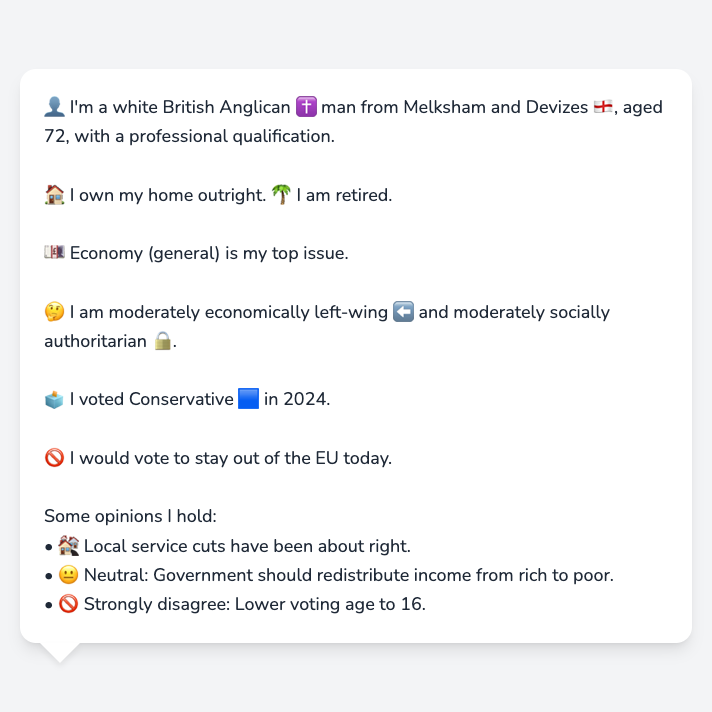 👤 I'm a white British Anglican ✝️ man from Melksham and Devizes 🏴󠁧󠁢󠁥󠁮󠁧󠁿, aged
72, with a professional qualification.
🏠 I own my home outright. 🌴 I am retired.
💷 Economy (general) is my top issue.
🤔 I am moderately economically left-wing ⬅️ and moderately socially
authoritarian 🔒.
🗳️ I voted Conservative 🟦 in 2024.
🚫 I would vote to stay out of the EU today.
Some opinions I hold:
• 🏚️ Local service cuts have been about right.
• 😐 Neutral: Government should redistribute income from rich to poor.
• 🚫 Strongly disagree: Lower voting age to 16.